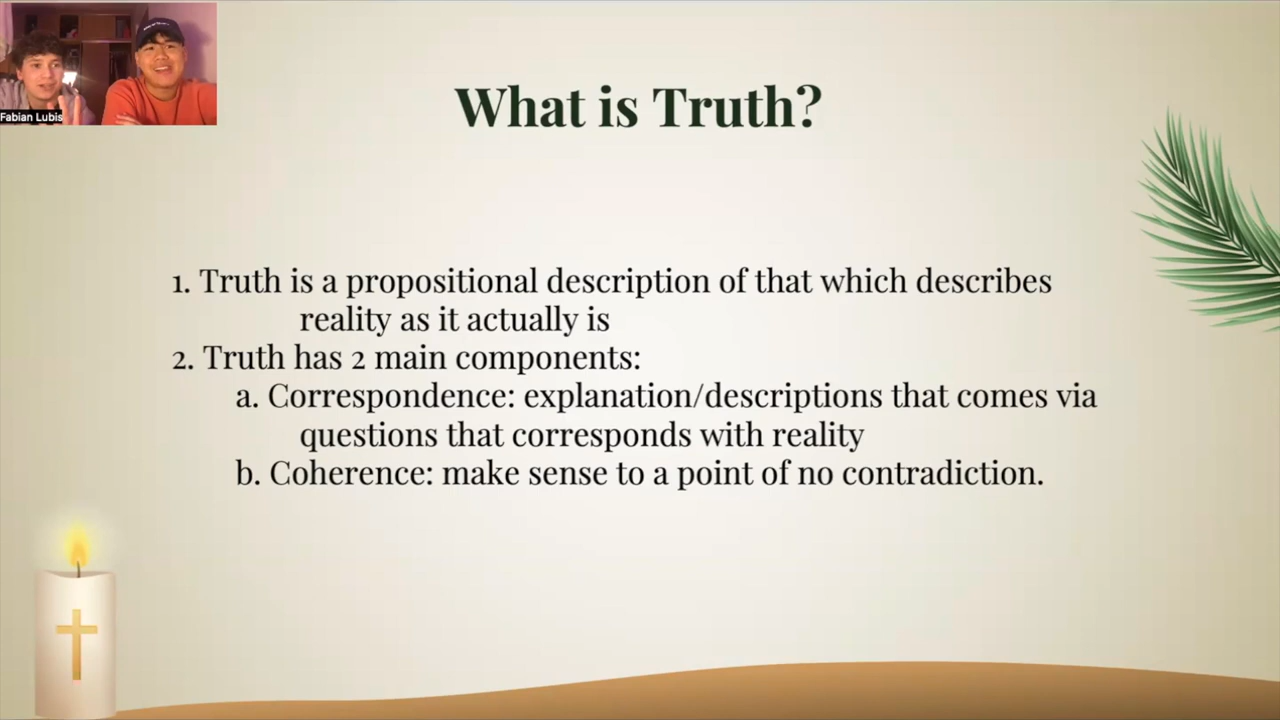 What is Truth?
1. Truth is a propositional description of that which describes
reality as it actually is
2. Truth has 2 main components:
a. Correspondence: explanation/descriptions that comes via
questions that corresponds with reality
b. Coherence: make sense to a point of no contradiction.
Fabian Lubis